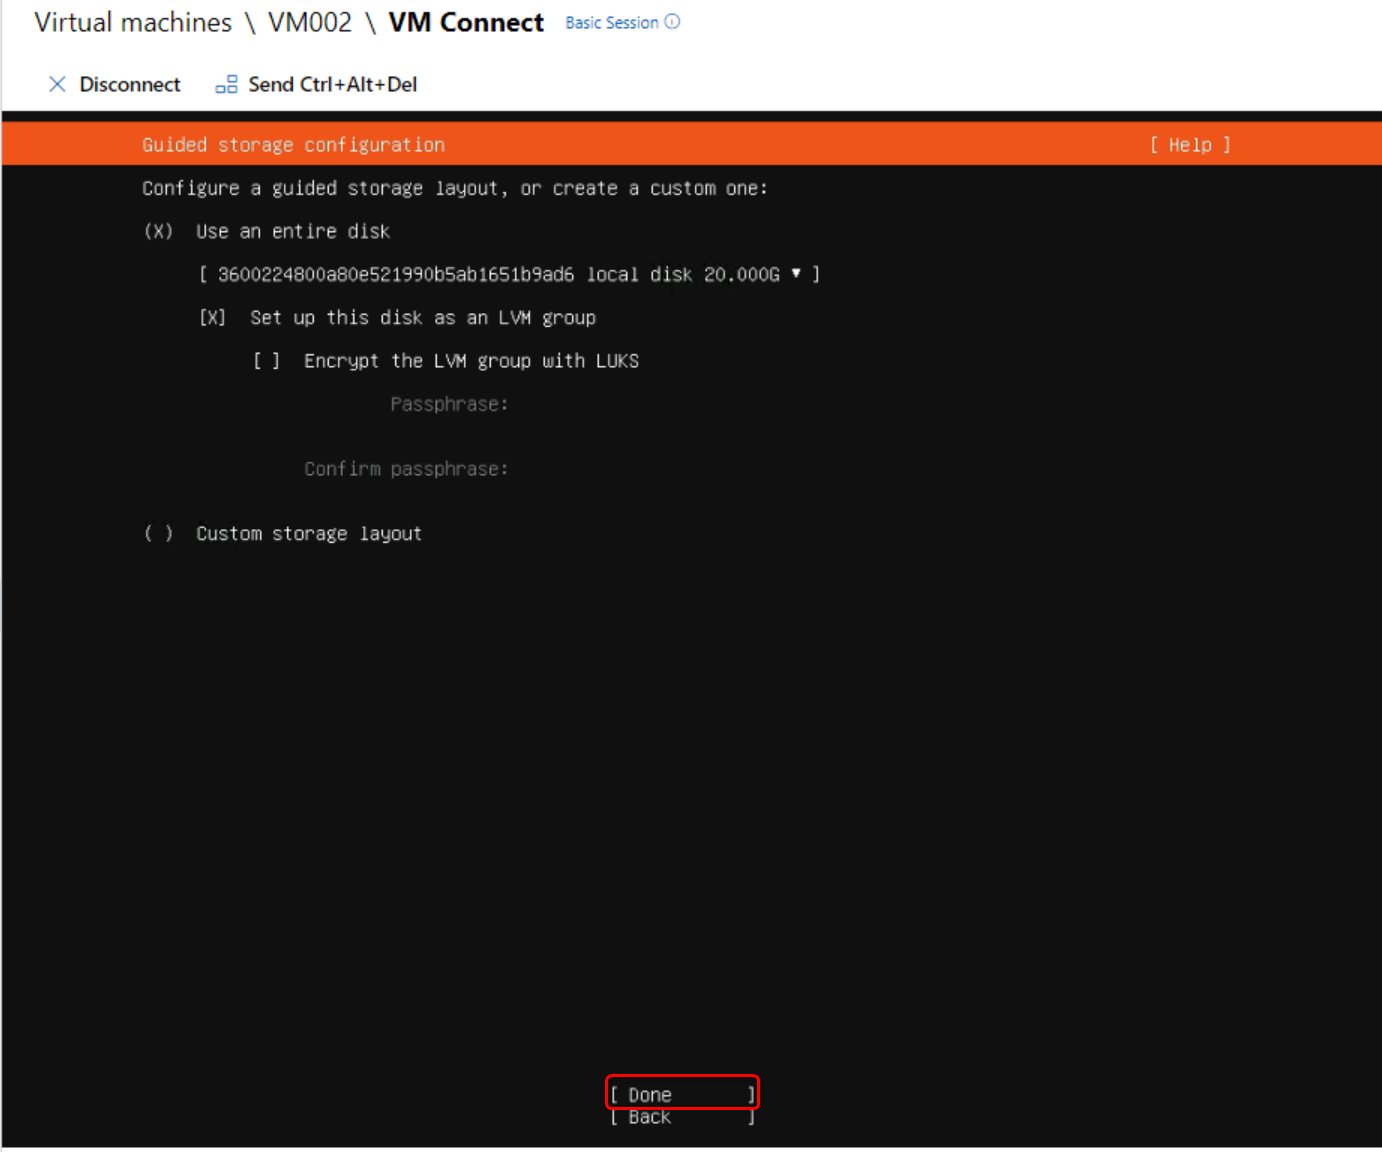 Virtual machines \ VM002 \ VM Connect Basic Session
Disconnect Send Ctrl+Alt+Del
Guided storage configuration [ Help ]
Configure a guided storage layout, or create a custom one:
(X) Use an entire disk
[ 3600224800a80e521990b5ab1651b9ad6 local disk 20.000G ▾ ]
[X] Set up this disk as an LVM group
[ ] Encrypt the LVM group with LUKS
Passphrase:
Confirm passphrase:
( ) Custom storage layout
[ Done ]
[ Back ]